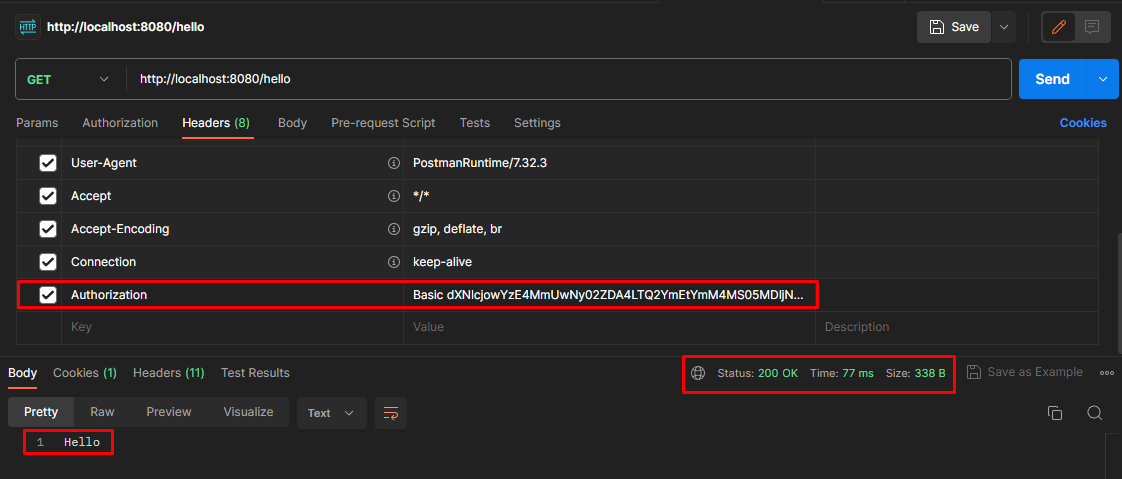 HTTP http://localhost:8080/hello Save
GET http://localhost:8080/hello Send
Params Authorization Headers (8) Body Pre-request Script Tests Settings Cookies
User-Agent PostmanRuntime/7.32.3
Accept */*
Accept-Encoding gzip, deflate, br
Connection keep-alive
Authorization Basic dXNlcjowYzE4MmUwNy02ZDA4LTQ2YmEtYmM4MS05MDljN...
Key Value Description
Body Cookies (1) Headers (11) Test Results Status: 200 OK Time: 77 ms Size: 338 B Save as Example
Pretty Raw Preview Visualize Text
1 Hello